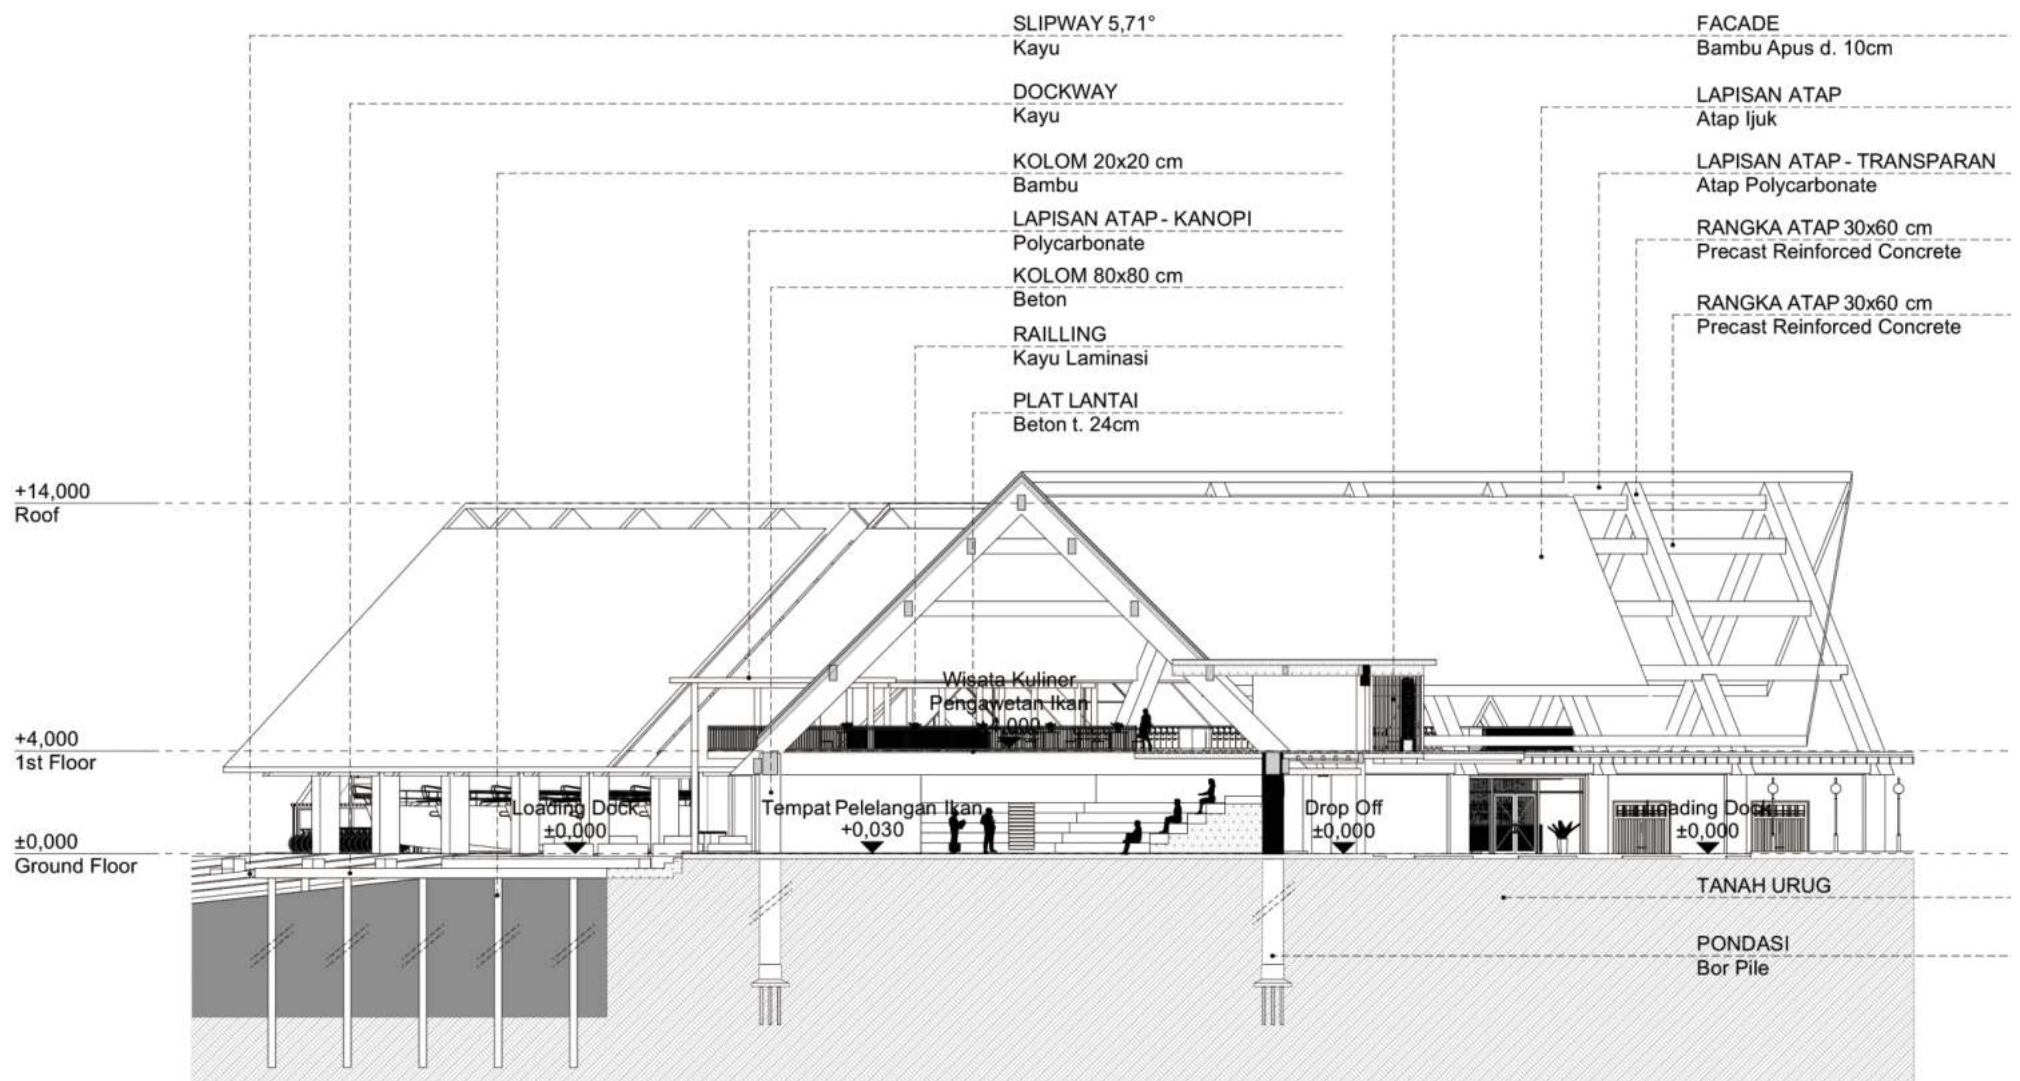 SLIPWAY 5,71°
Kayu
DOCKWAY
Kayu
KOLOM 20x20 cm
Bambu
LAPISAN ATAP - KANOPI
Polycarbonate
KOLOM 80x80 cm
Beton
RAILLING
Kayu Laminasi
PLAT LANTAI
Beton t. 24cm
FACADE
Bambu Apus d. 10cm
LAPISAN ATAP
Atap Ijuk
LAPISAN ATAP - TRANSPARAN
Atap Polycarbonate
RANGKA ATAP 30x60 cm
Precast Reinforced Concrete
RANGKA ATAP 30x60 cm
Precast Reinforced Concrete
+14,000
Roof
+4,000
1st Floor
±0,000
Ground Floor
Wisata Kuliner
Pengawetan Ikan
4,000
Loading Dock
±0,000
Tempat Pelelangan Ikan
+0,030
Drop Off
±0,000
Loading Dock
±0,000
TANAH URUG
PONDASI
Bor Pile